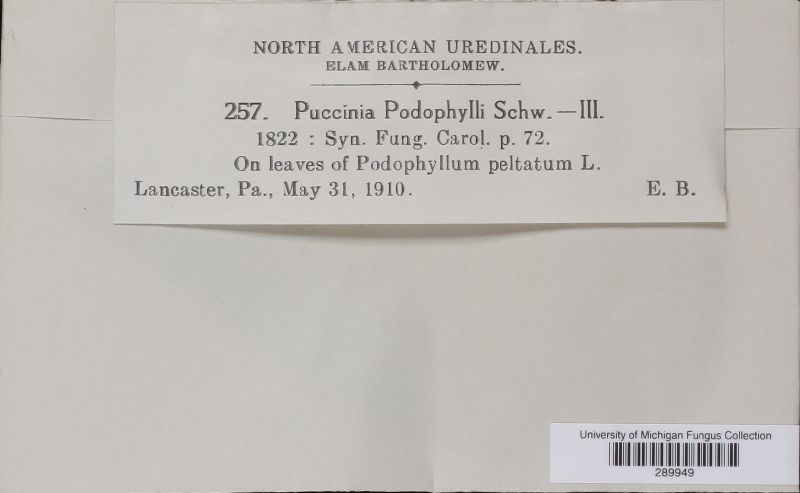 NORTH AMERICAN UREDINALES.
ELAM BARTHOLOMEW.
257. Puccinia Podophylli Schw.—III.
1822 : Syn. Fung. Carol. p. 72.
On leaves of Podophyllum peltatum L.
Lancaster, Pa., May 31, 1910. E. B.
University of Michigan Fungus Collection
289949